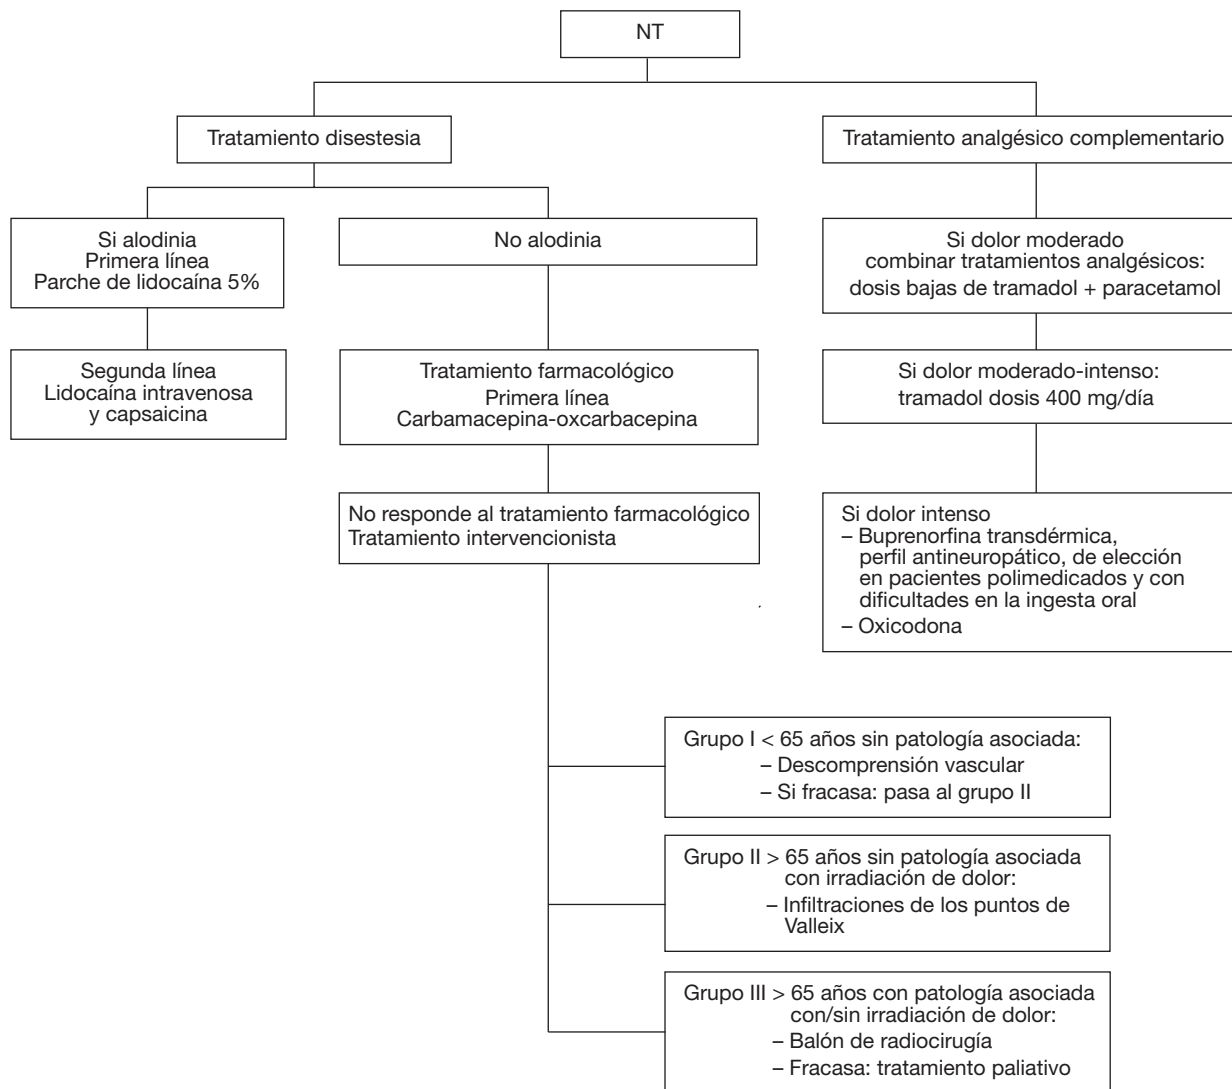 NT
Tratamiento disestesia
Tratamiento analgésico complementario
Si alodinia
Primera línea
Parche de lidocaína 5%
No alodinia
Si dolor moderado
combinar tratamientos analgésicos:
dosis bajas de tramadol + paracetamol
Segunda línea
Lidocaína intravenosa
y capsaicina
Tratamiento farmacológico
Primera línea
Carbamacepina-oxcarbacepina
Si dolor moderado-intenso:
tramadol dosis 400 mg/día
No responde al tratamiento farmacológico
Tratamiento intervencionista
Si dolor intenso
– Buprenorfina transdérmica,
perfil antineuropático, de elección
en pacientes polimedicados y con
dificultades en la ingesta oral
– Oxicodona
Grupo I < 65 años sin patología asociada:
– Descomprensión vascular
– Si fracasa: pasa al grupo II
Grupo II > 65 años sin patología asociada
con irradiación de dolor:
– Infiltraciones de los puntos de
Valleix
Grupo III > 65 años con patología asociada
con/sin irradiación de dolor:
– Balón de radiocirugía
– Fracasa: tratamiento paliativo